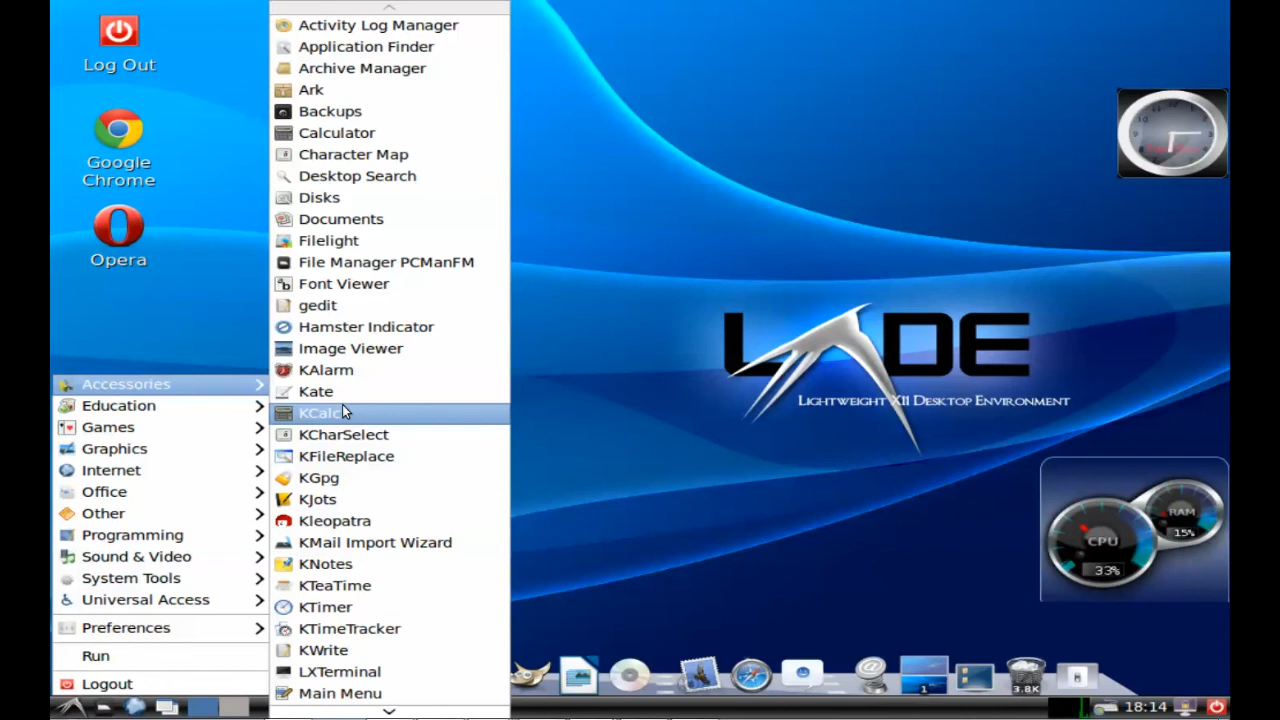 Log Out
Google
Chrome
Opera
Accessories
Education
Games
Graphics
Internet
Office
Other
Programming
Sound & Video
System Tools
Universal Access
Preferences
Run
Logout
Activity Log Manager
Application Finder
Archive Manager
Ark
Backups
Calculator
Character Map
Desktop Search
Disks
Documents
Filelight
File Manager PCManFM
Font Viewer
gedit
Hamster Indicator
Image Viewer
KAlarm
Kate
KCalc
KCharSelect
KFileReplace
KGpg
KJots
Kleopatra
KMail Import Wizard
KNotes
KTeaTime
KTimer
KTimeTracker
KWrite
LXTerminal
Main Menu
LXDE
LIGHTWEIGHT X11 DESKTOP ENVIRONMENT
RAM
15%
CPU
33%
1
3.8K
18:14